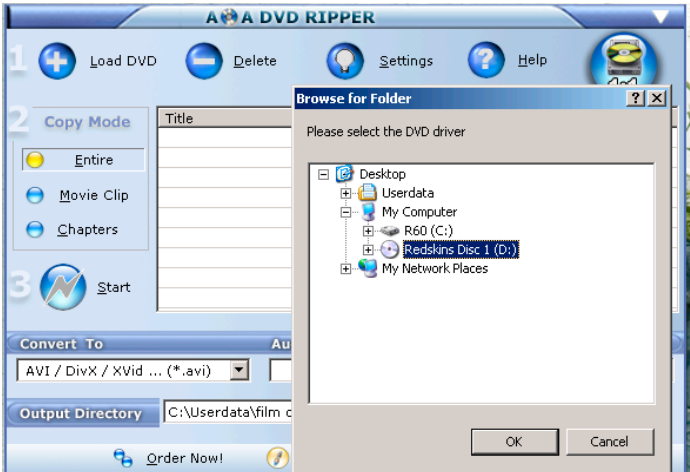 AOA DVD RIPPER
1 Load DVD Delete Settings Help
Browse for Folder
Please select the DVD driver
2 Copy Mode
Title
Entire
Movie Clip
Chapters
Desktop
Userdata
My Computer
R60 (C:)
Redskins Disc 1 (D:)
My Network Places
3 Start
Convert To Au
AVI / DivX / XVid ... (*.avi)
Output Directory C:\Userdata\film
OK Cancel
Order Now!